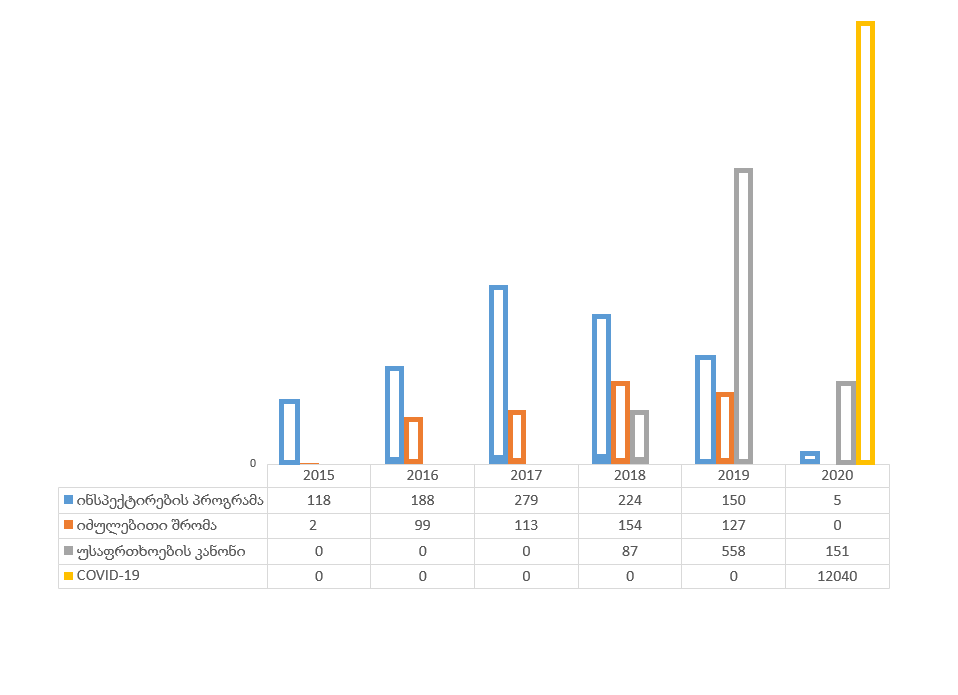 0
2015 2016 2017 2018 2019 2020
ინსპექტირების პროგრამა 118 188 279 224 150 5
იძულებითი შრომა 2 99 113 154 127 0
უსაფრთხოების კანონი 0 0 0 87 558 151
COVID-19 0 0 0 0 0 12040